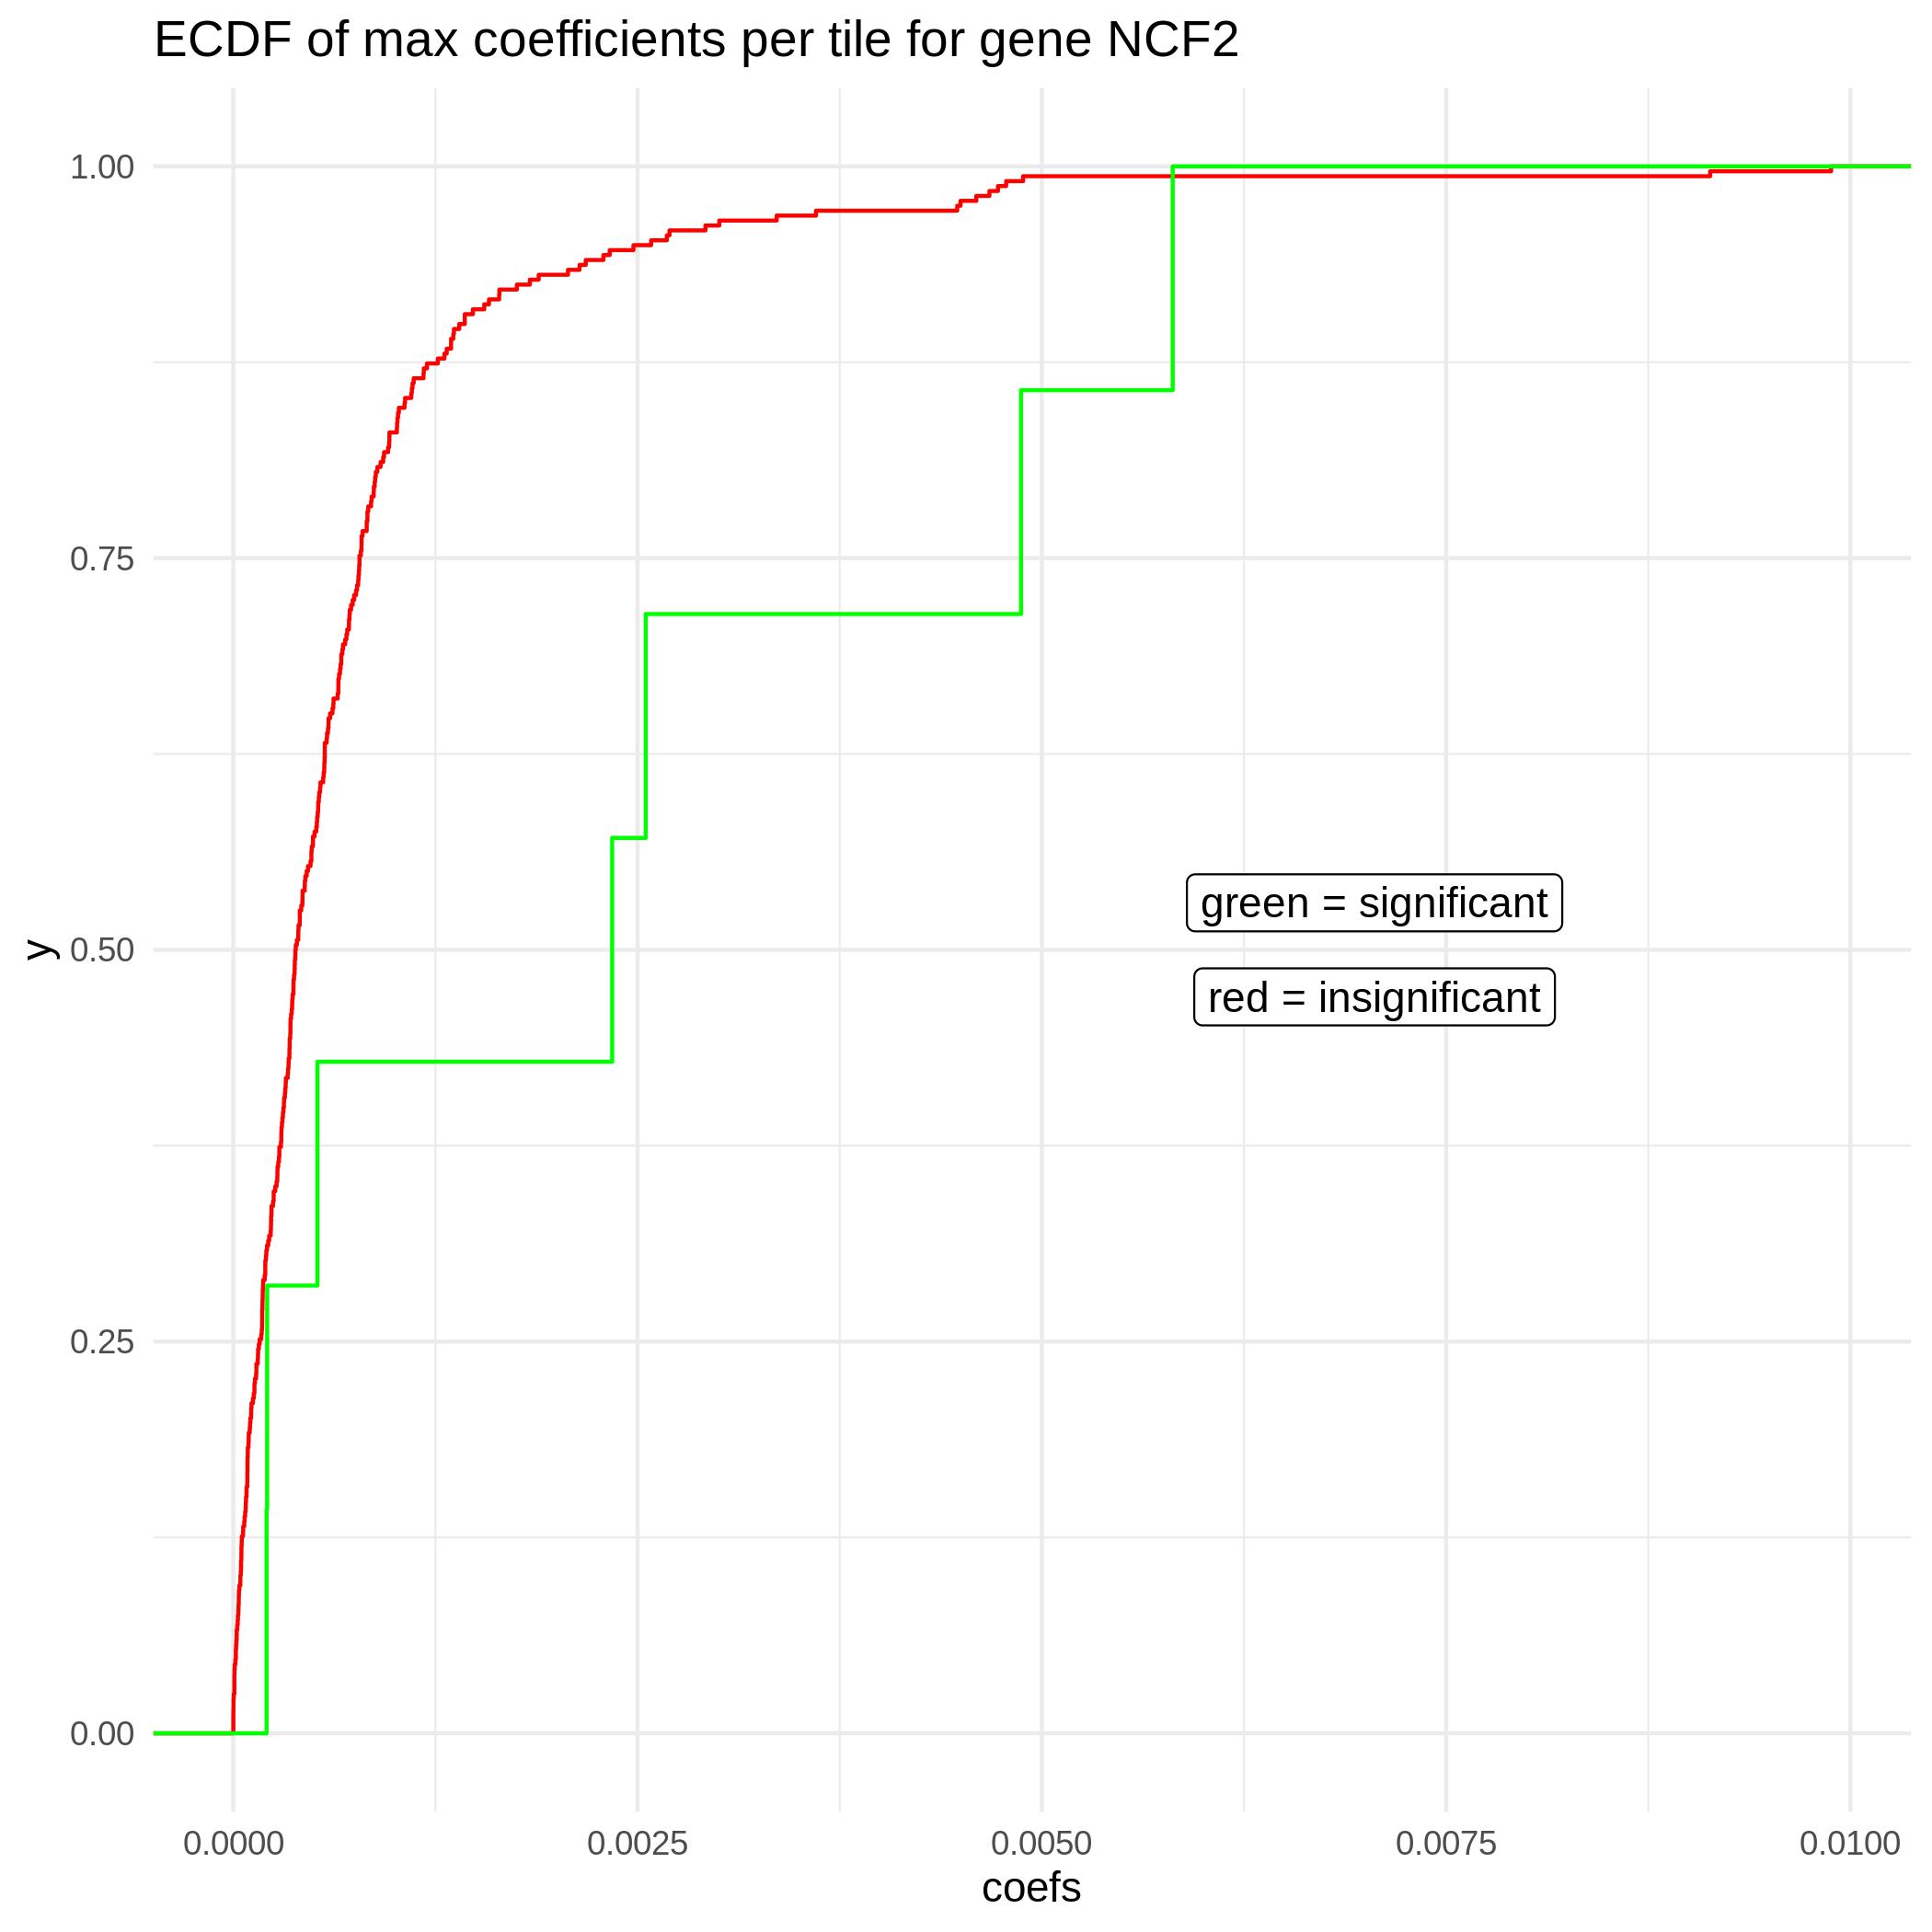 ECDF of max coefficients per tile for gene NCF2
1.00
0.75
0.50
0.25
0.00
y
green = significant
red = insignificant
0.0000
0.0025
0.0050
0.0075
0.0100
coefs